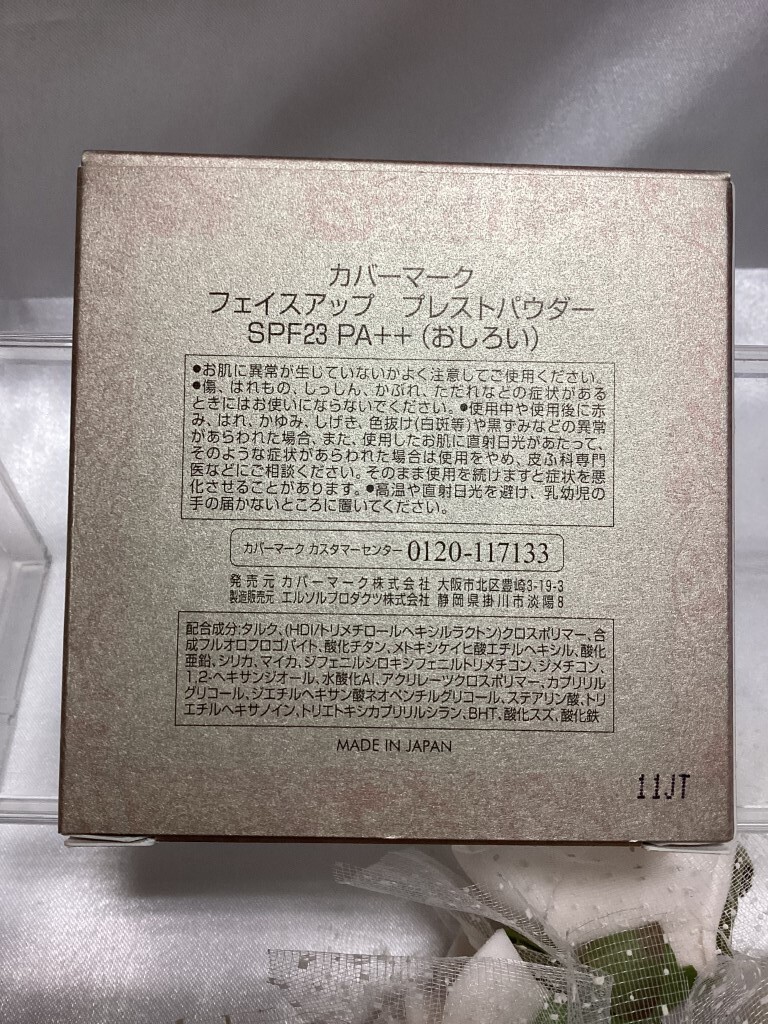 カバーマーク
フェイスアップ　プレストパウダー
SPF23 PA++ (おしろい)
●お肌に異常が生じていないかよく注意してご使用ください。
●傷、はれもの、しっしん、かぶれ、ただれなどの症状がある
ときにはお使いにならないでください。●使用中や使用後に赤
み、はれ、かゆみ、しげき、色抜け(白斑等)や黒ずみなどの異常
があらわれた場合、また、使用したお肌に直射日光があたって、
そのような症状があらわれた場合は使用をやめ、皮ふ科専門
医などにご相談ください。そのまま使用を続けますと症状を悪
化させることがあります。●高温や直射日光を避け、乳幼児の
手の届かないところに置いてください。
カバーマーク カスタマーセンター 0120-117133
発売元 カバーマーク株式会社 大阪市北区豊崎3-19-3
製造販売元 エルソルプロダクツ株式会社 静岡県掛川市淡陽8
配合成分:タルク、(HDI/トリメチロールヘキシルラクトン)クロスポリマー、合
成フルオロフロゴパイト、酸化チタン、メトキシケイヒ酸エチルヘキシル、酸化
亜鉛、シリカ、マイカ、ジフェニルシロキシフェニルトリメチコン、ジメチコン、
1,2-ヘキサンジオール、水酸化Al、アクリレーツクロスポリマー、カプリリル
グリコール、ジエチルヘキサン酸ネオペンチルグリコール、ステアリン酸、トリ
エチルヘキサノイン、トリエトキシカプリリルシラン、BHT、酸化スズ、酸化鉄
MADE IN JAPAN
11JT